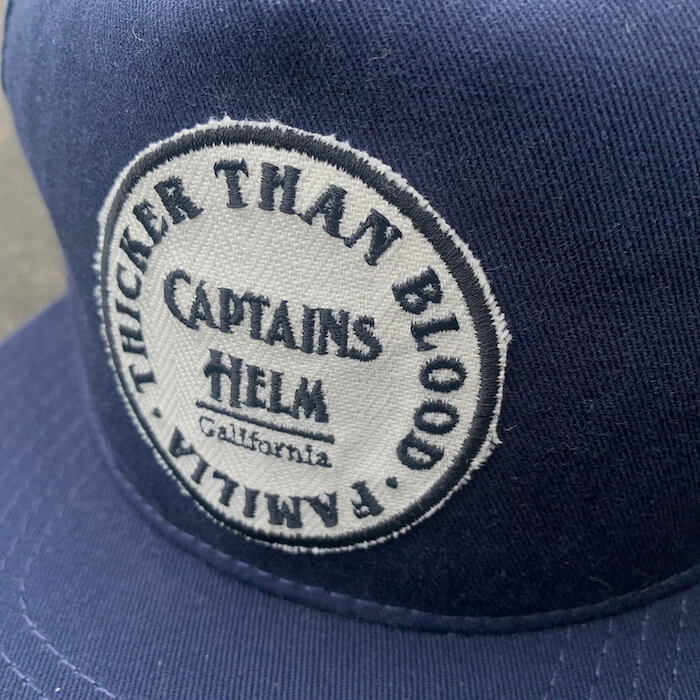 THICKER THAN BLOOD · FAMILIA ·
CAPTAINS
HELM
California